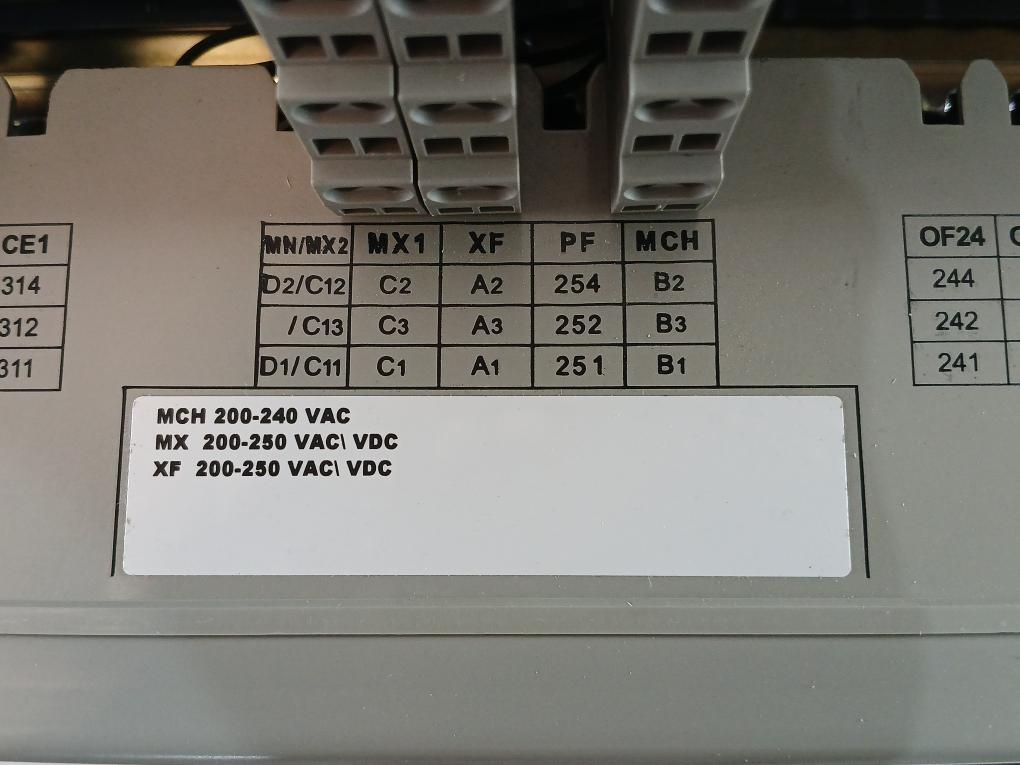 CE1 MN/MX2 MX1 XF PF MCH OF24
314 D2/C12 C2 A2 254 B2 244
312 /C13 C3 A3 252 B3 242
311 D1/C11 C1 A1 251 B1 241
MCH 200-240 VAC
MX 200-250 VAC\ VDC
XF 200-250 VAC\ VDC